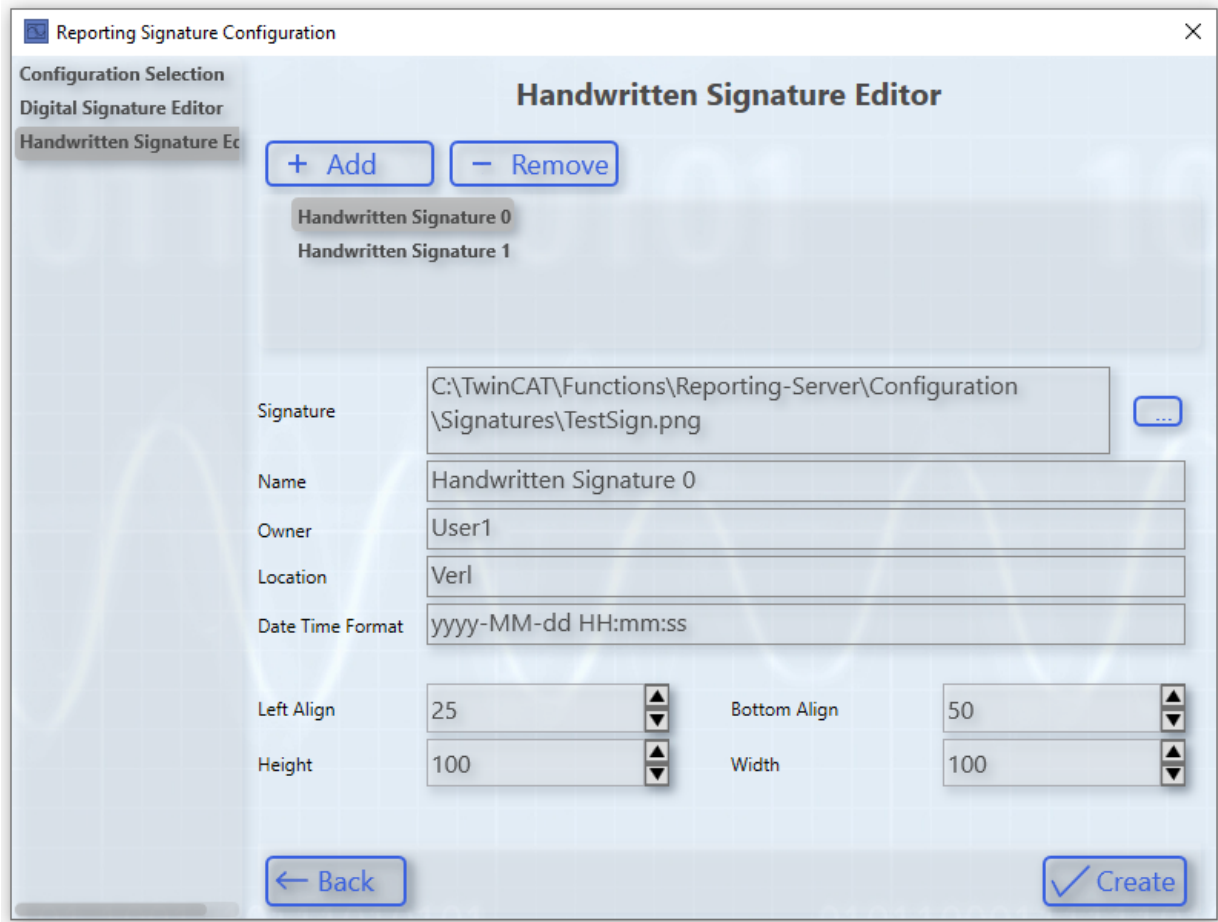 Reporting Signature Configuration
Configuration Selection
Digital Signature Editor
Handwritten Signature Ec
Handwritten Signature Editor
+ Add
− Remove
Handwritten Signature 0
Handwritten Signature 1
Signature
C:\TwinCAT\Functions\Reporting-Server\Configuration
\Signatures\TestSign.png
...
Name
Handwritten Signature 0
Owner
User1
Location
Verl
Date Time Format
yyyy-MM-dd HH:mm:ss
Left Align
25
Bottom Align
50
Height
100
Width
100
← Back
Create